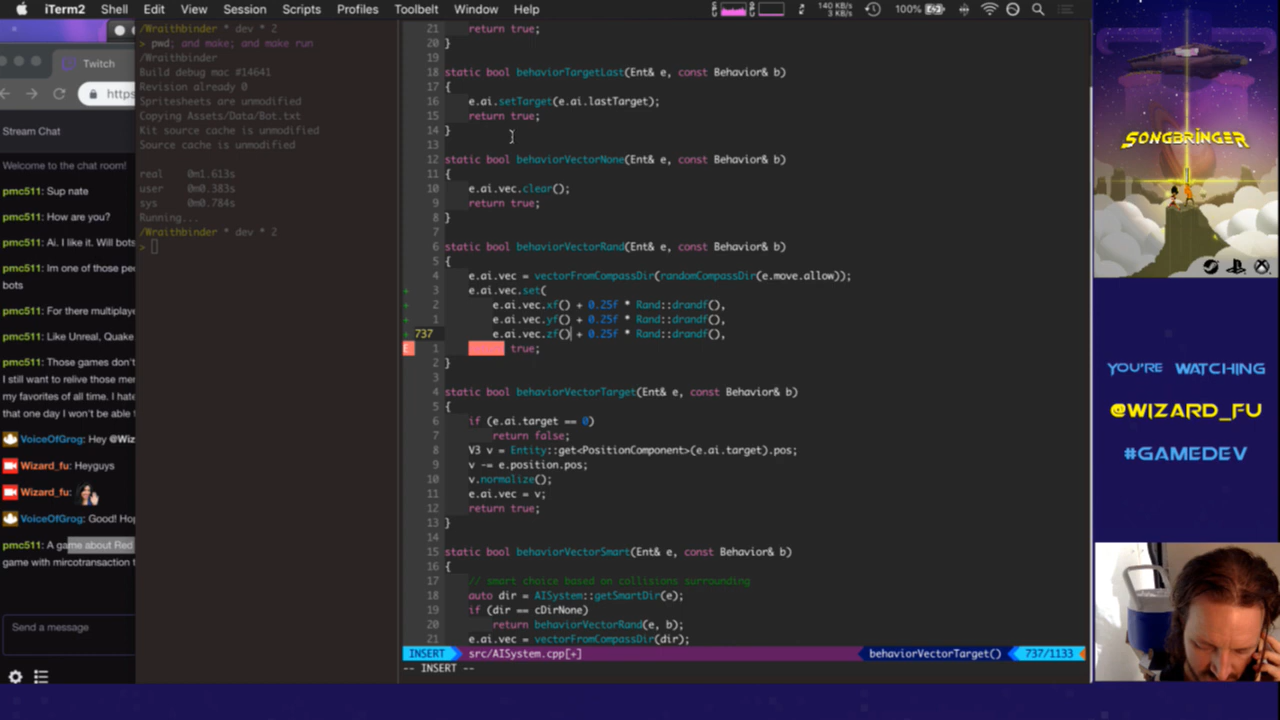 iTerm2 Shell Edit View Session Scripts Profiles Toolbelt Window Help
140 KB/s
3 KB/s
100%
Twitch
https
Stream Chat
Welcome to the chat room!
pmc511: Sup nate
pmc511: How are you?
pmc511: Ai. I like it. Will bots
pmc511: Im one of those pe
bots
pmc511: For there multiplaye
pmc511: Like Unreal, Quake
pmc511: Those games don't
I still want to relive those me
my favorites of all time. I hate
that one day I won't be able t
VoiceOfGrog: Hey @Wiz
Wizard_fu: Heyguys
Wizard_fu:
VoiceOfGrog: Good! Hop
pmc511: A game about Red
game with mircotransaction t
Send a message
/Wraithbinder * dev * 2
> pwd; and make; and make run
/Wraithbinder
Build debug mac #14641
Revision already 0
Spritesheets are unmodified
Copying Assets/Data/Bot.txt
Kit source cache is unmodified
Source cache is unmodified
real 0m1.613s
user 0m0.383s
sys 0m0.784s
Running...
/Wraithbinder * dev * 2
>
21 return true;
20 }
19
18 static bool behaviorTargetLast(Ent& e, const Behavior& b)
17 {
16 e.ai.setTarget(e.ai.lastTarget);
15 return true;
14 }
13
12 static bool behaviorVectorNone(Ent& e, const Behavior& b)
11 {
10 e.ai.vec.clear();
9 return true;
8 }
7
6 static bool behaviorVectorRand(Ent& e, const Behavior& b)
5 {
4 e.ai.vec = vectorFromCompassDir(randomCompassDir(e.move.allow));
+ 3 e.ai.vec.set(
+ 2 e.ai.vec.xf() + 0.25f * Rand::drandf(),
+ 1 e.ai.vec.yf() + 0.25f * Rand::drandf(),
+ 737 e.ai.vec.zf() + 0.25f * Rand::drandf(),
E 1 true;
2 }
3
4 static bool behaviorVectorTarget(Ent& e, const Behavior& b)
5 {
6 if (e.ai.target == 0)
7 return false;
8 V3 v = Entity::get<PositionComponent>(e.ai.target).pos;
9 v -= e.position.pos;
10 v.normalize();
11 e.ai.vec = v;
12 return true;
13 }
14
15 static bool behaviorVectorSmart(Ent& e, const Behavior& b)
16 {
17 // smart choice based on collisions surrounding
18 auto dir = AISystem::getSmartDir(e);
19 if (dir == cDirNone)
20 return behaviorVectorRand(e, b);
21 e.ai.vec = vectorFromCompassDir(dir);
INSERT src/AISystem.cpp[+] behaviorVectorTarget() 737/1133
-- INSERT --
SONGBRINGER
YOU'RE WATCHING
@WIZARD_FU
#GAMEDEV